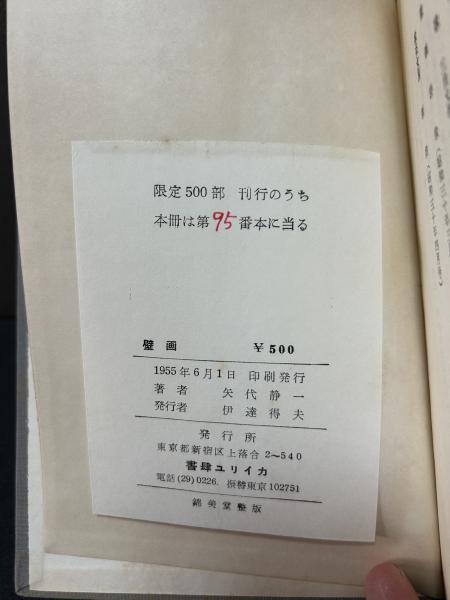 限定500部 刊行のうち
本冊は第95番本に当る
壁画 ¥500
1955年6月1日 印刷発行
著者 矢代静一
発行者 伊達得夫
発行所
東京都新宿区上落合2〜540
書肆ユリイカ
電話(29)0226. 振替東京102751
錦美堂整版